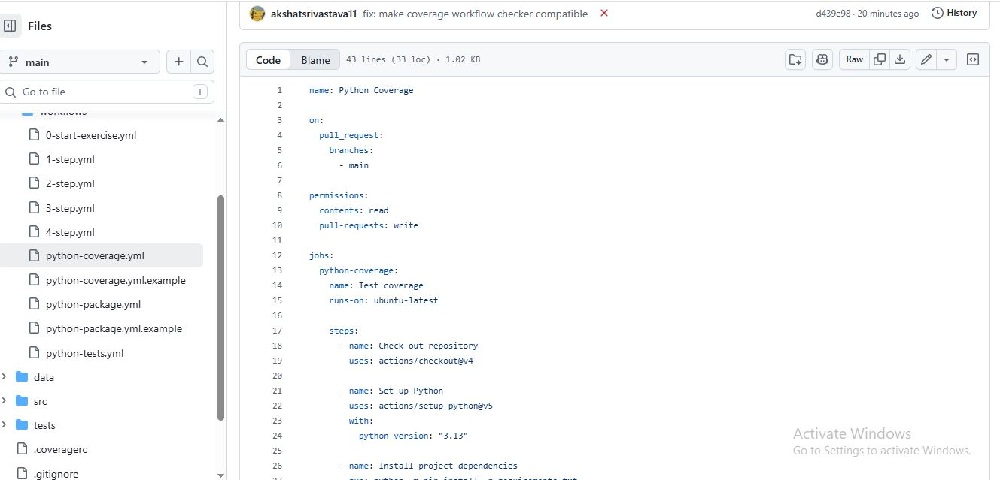 Files
main
Go to file
T
workflows
0-start-exercise.yml
1-step.yml
2-step.yml
3-step.yml
4-step.yml
python-coverage.yml
python-coverage.yml.example
python-package.yml
python-package.yml.example
python-tests.yml
data
src
tests
.coveragerc
.gitignore
akshatsrivastava11 fix: make coverage workflow checker compatible
d439e98 · 20 minutes ago
History
Code Blame 43 lines (33 loc) · 1.02 KB
Raw
1 name: Python Coverage
2
3 on:
4 pull_request:
5 branches:
6 - main
7
8 permissions:
9 contents: read
10 pull-requests: write
11
12 jobs:
13 python-coverage:
14 name: Test coverage
15 runs-on: ubuntu-latest
16
17 steps:
18 - name: Check out repository
19 uses: actions/checkout@v4
20
21 - name: Set up Python
22 uses: actions/setup-python@v5
23 with:
24 python-version: "3.13"
25
26 - name: Install project dependencies
27 run: python -m pip install -r requirements.txt
Activate Windows
Go to Settings to activate Windows.